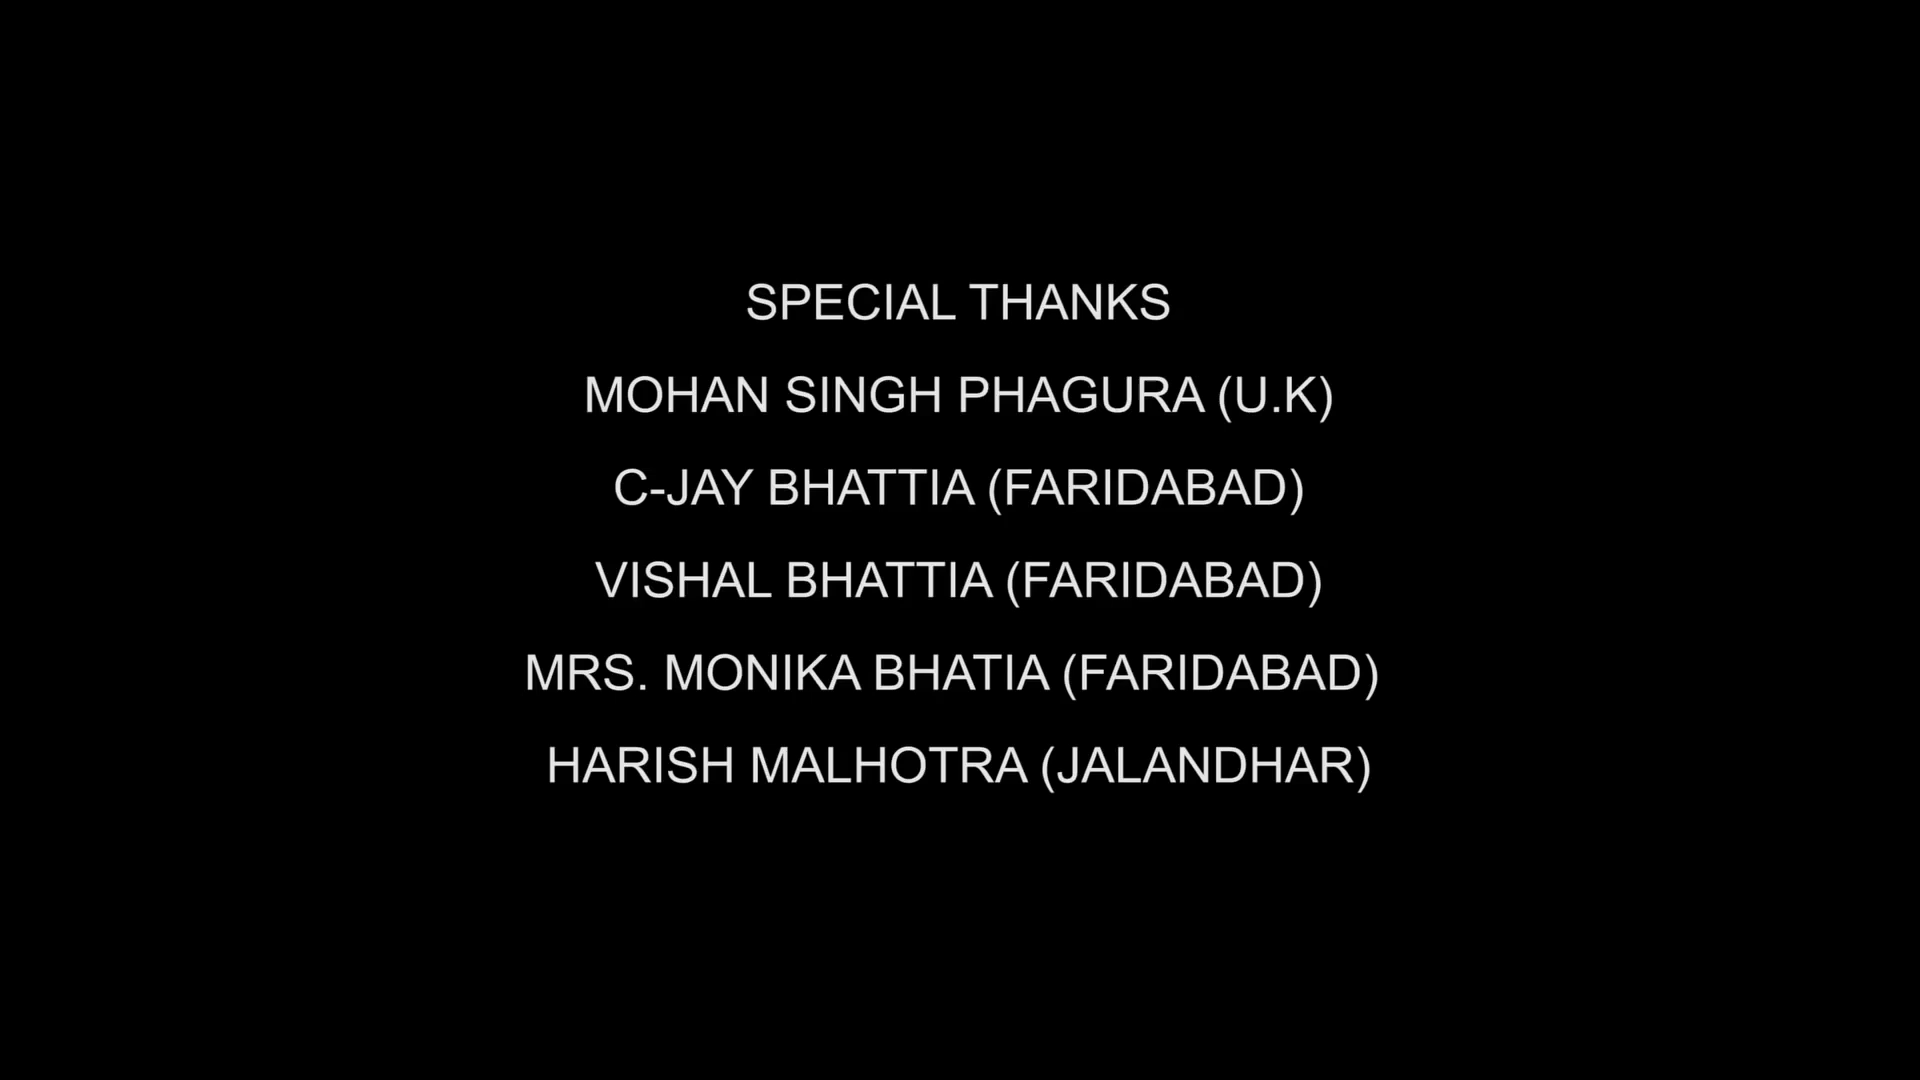 SPECIAL THANKS
MOHAN SINGH PHAGURA (U.K)
C-JAY BHATTIA (FARIDABAD)
VISHAL BHATTIA (FARIDABAD)
MRS. MONIKA BHATIA (FARIDABAD)
HARISH MALHOTRA (JALANDHAR)